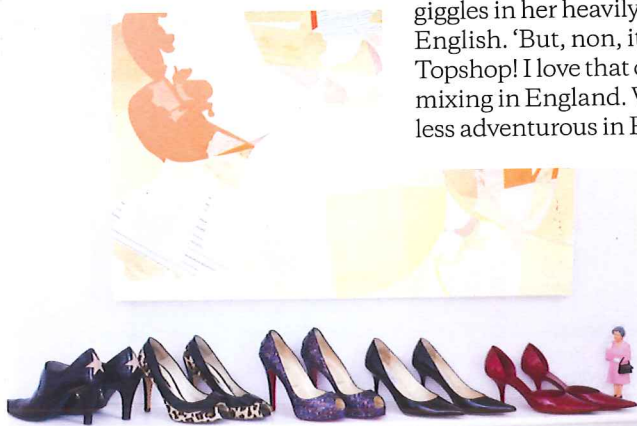 giggles in her heavily
English. ‘But, non, it
Topshop! I love that
mixing in England.
less adventurous in